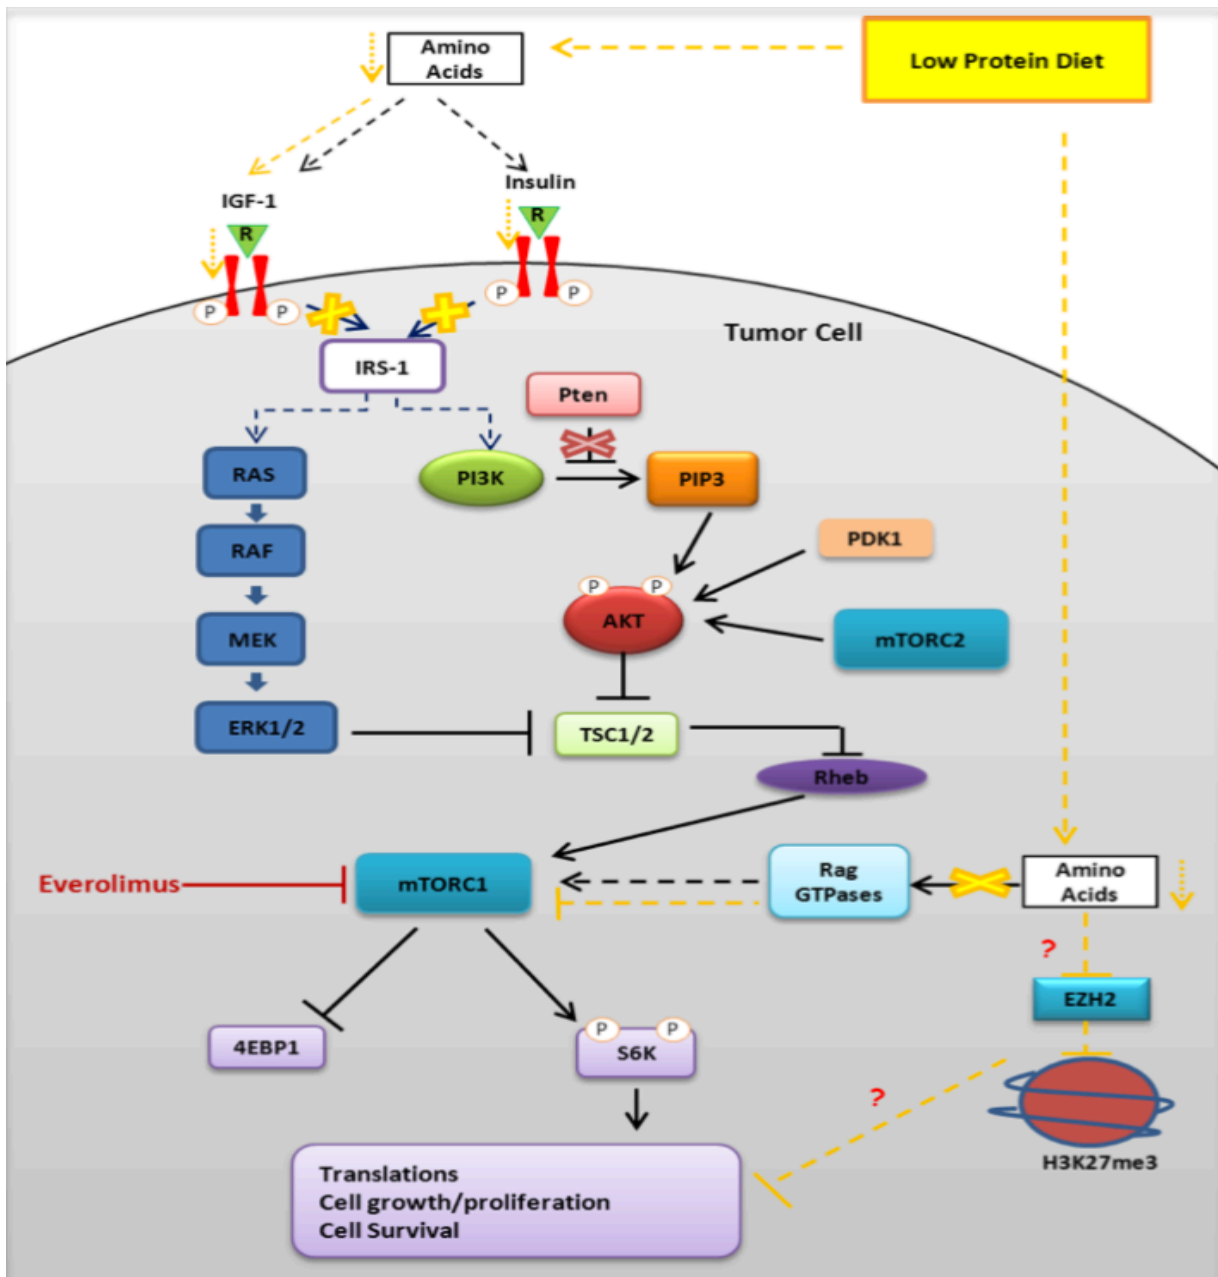 Amino
Acids
Low Protein Diet
IGF-1
Insulin
R
R
P
P
P
P
Tumor Cell
IRS-1
Pten
RAS
PI3K
PIP3
RAF
PDK1
P
P
AKT
MEK
mTORC2
ERK1/2
TSC1/2
Rheb
Everolimus
mTORC1
Rag
GTPases
Amino
Acids
?
EZH2
4EBP1
P
P
S6K
?
H3K27me3
Translations
Cell growth/proliferation
Cell Survival